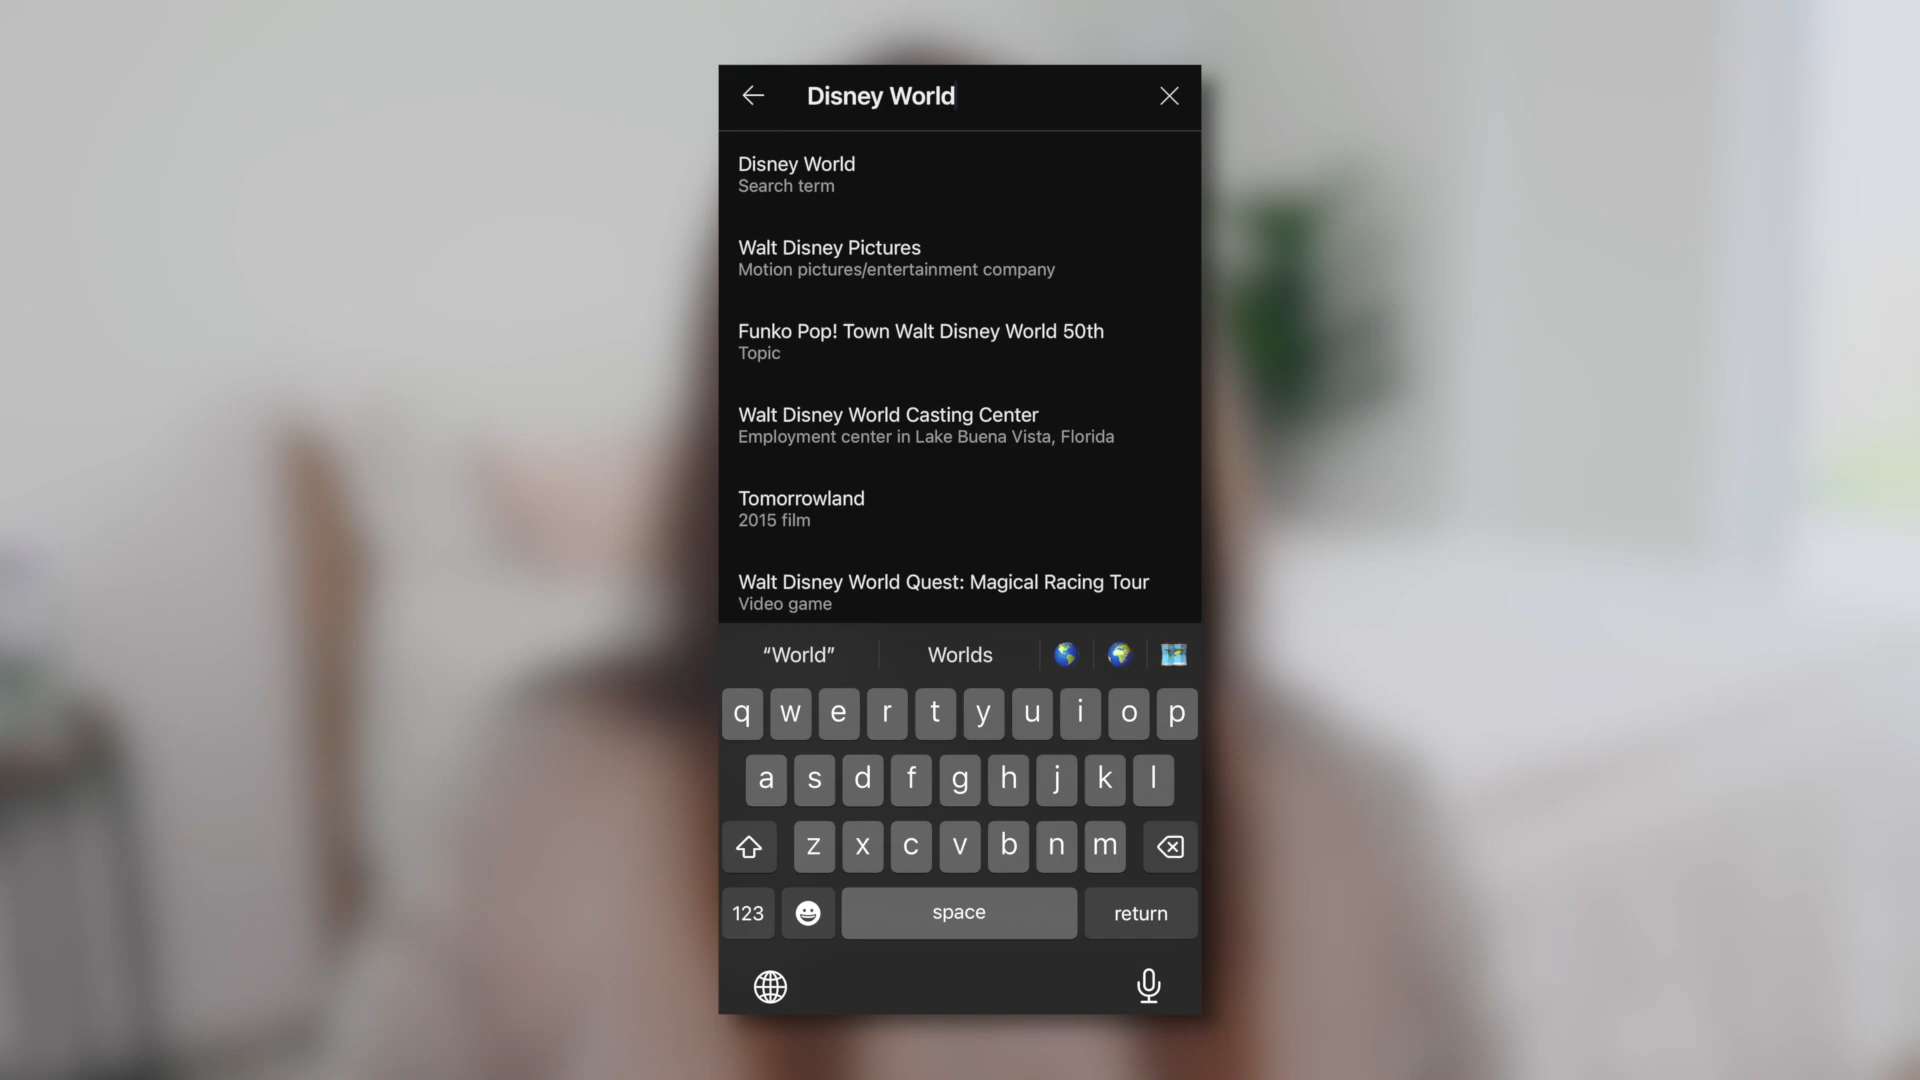 Disney World
Disney World
Search term
Walt Disney Pictures
Motion pictures/entertainment company
Funko Pop! Town Walt Disney World 50th
Topic
Walt Disney World Casting Center
Employment center in Lake Buena Vista, Florida
Tomorrowland
2015 film
Walt Disney World Quest: Magical Racing Tour
Video game
“World” Worlds
q w e r t y u i o p
a s d f g h j k l
z x c v b n m
123 space return